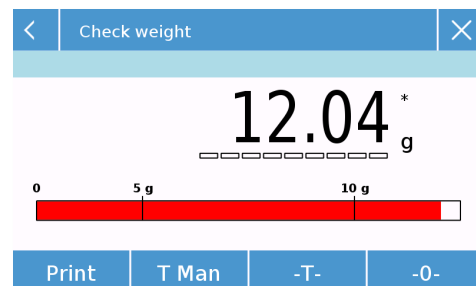 Check weight
*
12.04 g
0 5 g 10 g
Print T Man -T- -0-